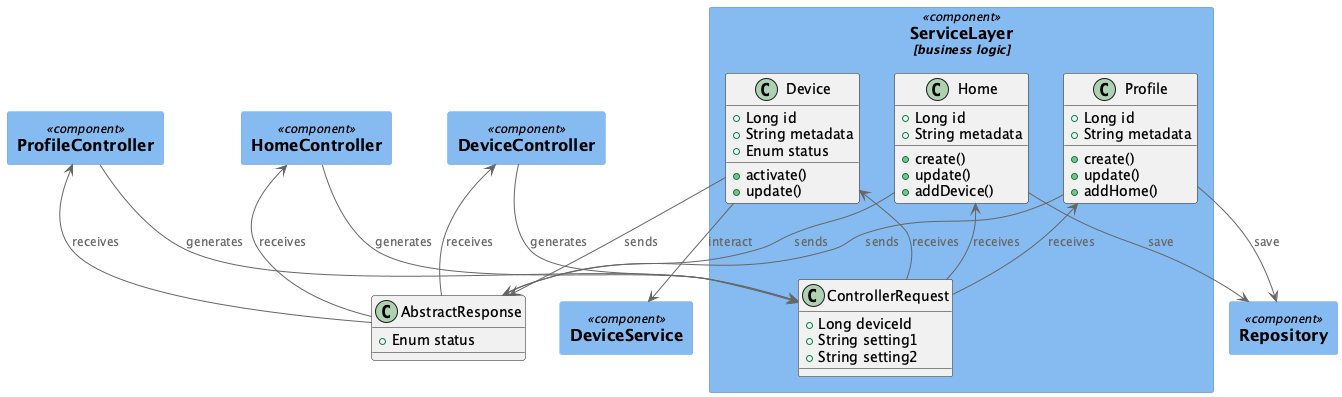 «component»
ServiceLayer
[business logic]
C Device
Long id
String metadata
Enum status
activate()
update()
C Home
Long id
String metadata
create()
update()
addDevice()
C Profile
Long id
String metadata
create()
update()
addHome()
«component»
ProfileController
«component»
HomeController
«component»
DeviceController
receives
generates
receives
generates
receives
generates
sends
interact
sends
sends
receives
receives
receives
save
save
C AbstractResponse
Enum status
«component»
DeviceService
C ControllerRequest
Long deviceId
String setting1
String setting2
«component»
Repository